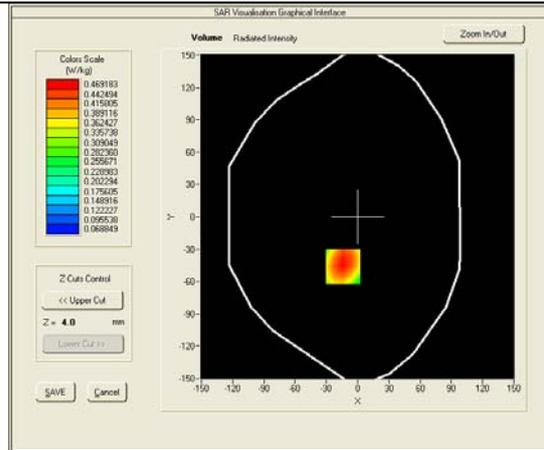 SAR Visualisation Graphical Interface
Volume Radiated Intensity
Zoom In/Out
Colors Scale
(W/kg)
0.469183
0.442494
0.415805
0.389116
0.362427
0.335738
0.309049
0.282360
0.255671
0.228983
0.202294
0.175605
0.148916
0.122227
0.095538
0.068849
Z Cuts Control
<< Upper Cut
Z = 4.0 mm
Lower Cut >>
SAVE Cancel
150
120
90
60
30
0
-30
-60
-90
-120
-150
Y
-150 -120 -90 -60 -30 0 30 60 90 120 150
X